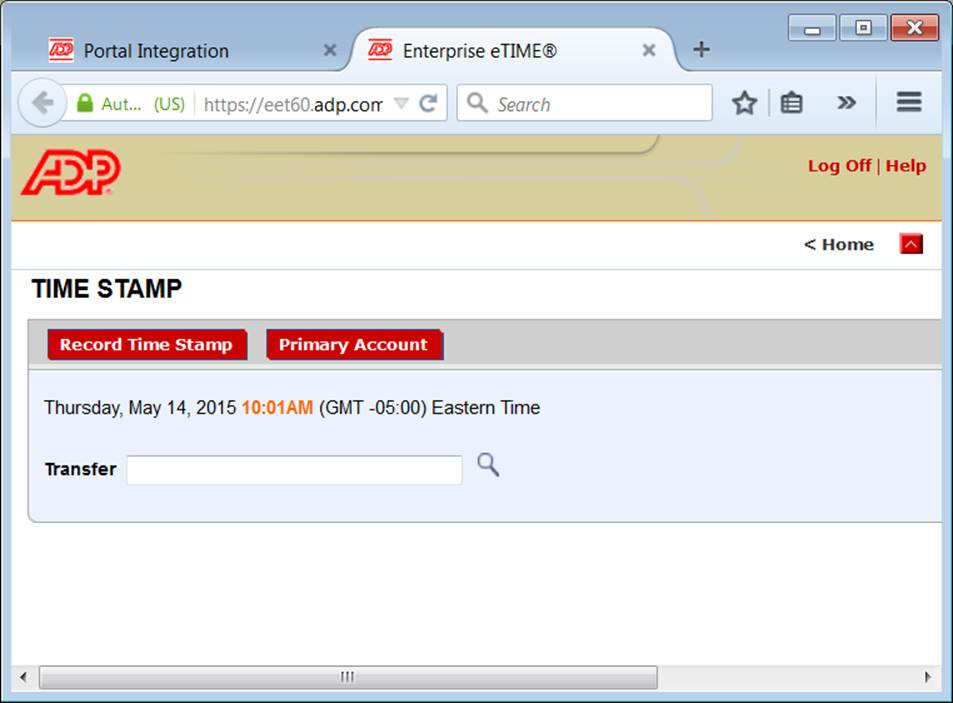 Portal Integration
Enterprise eTIME®
Aut... (US) https://eet60.adp.com
Search
ADP
Log Off | Help
< Home
TIME STAMP
Record Time Stamp
Primary Account
Thursday, May 14, 2015 10:01AM (GMT -05:00) Eastern Time
Transfer